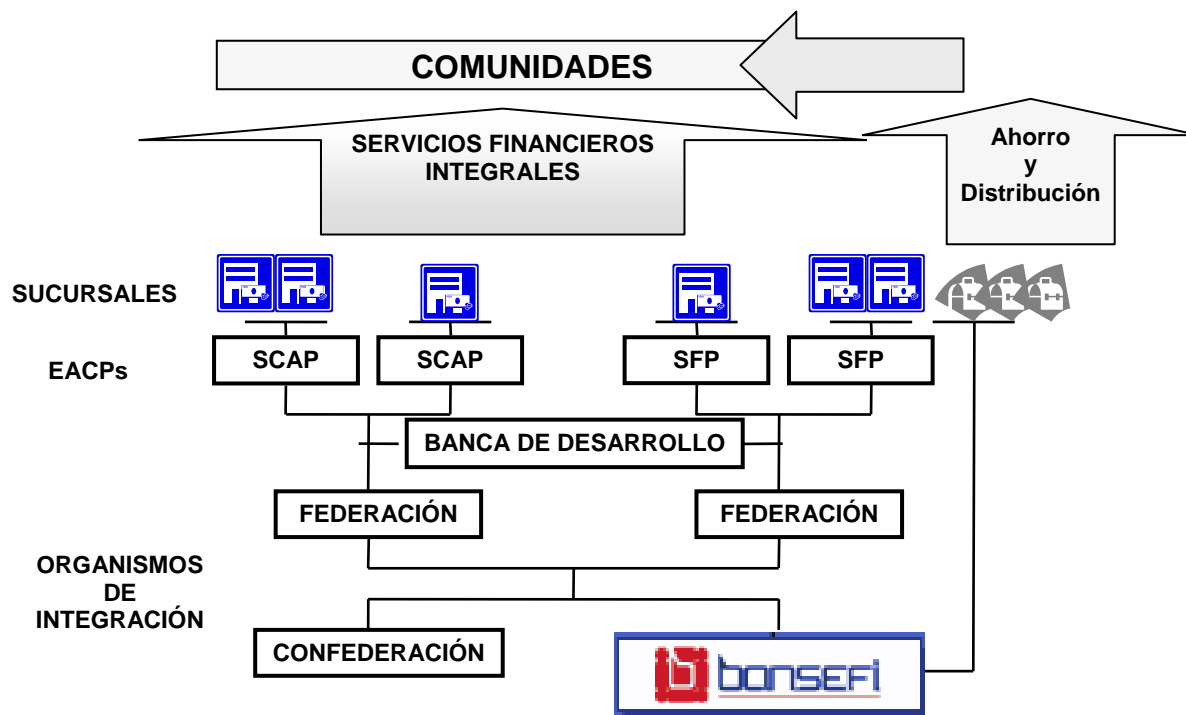 COMUNIDADES
SERVICIOS FINANCIEROS
INTEGRALES
Ahorro
y
Distribución
SUCURSALES
EACPs
SCAP
SCAP
SFP
SFP
BANCA DE DESARROLLO
FEDERACIÓN
FEDERACIÓN
ORGANISMOS
DE
INTEGRACIÓN
CONFEDERACIÓN
bansefi